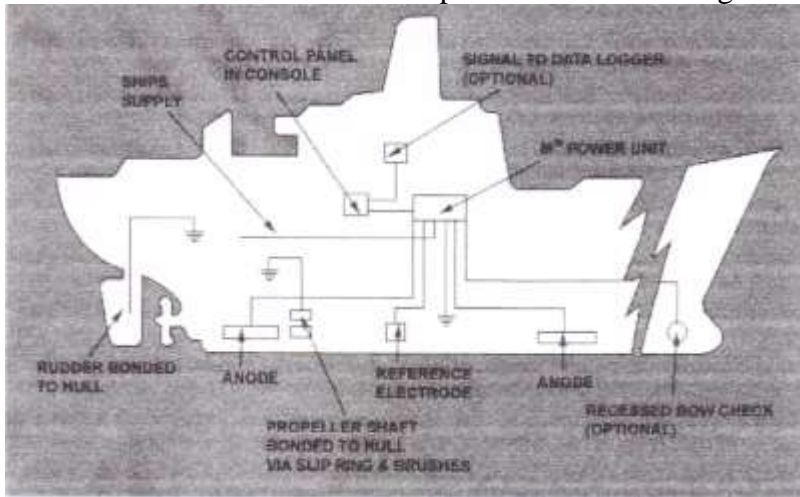 CONTROL PANEL
IN CONSOLE
SIGNAL TO DATA LOGGER
(OPTIONAL)
SHIPS
SUPPLY
POWER UNIT
RUDDER BONDED
TO HULL
ANODE
REFERENCE
ELECTRODE
ANODE
RECESSED BOW CHECK
(OPTIONAL)
PROPELLER SHAFT
BONDED TO HULL
VIA SLIP RING & BRUSHES